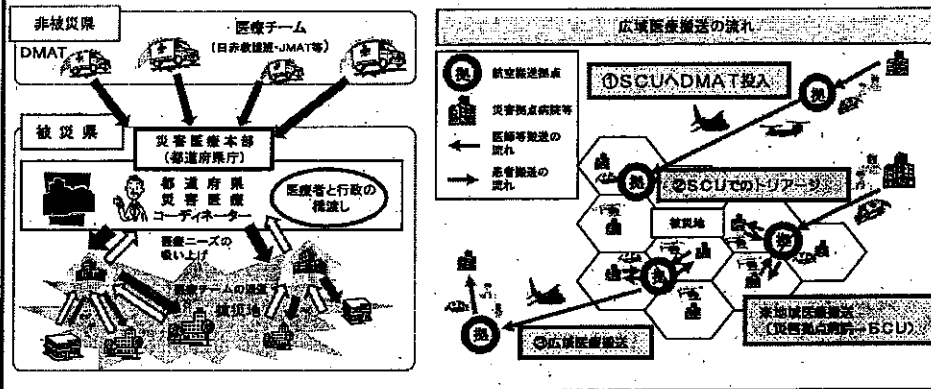 非被災県
DMAT
医療チーム
(日赤救護班・JMAT等)
被災県
災害医療本部
(都道府県庁)
都道府県
災害医療
コーディネーター
医療者と行政の
橋渡し
医療ニーズの
吸い上げ
医療チームの派遣
被災地
広域医療搬送の流れ
拠
航空搬送拠点
災害拠点病院等
医師等搬送の
流れ
患者搬送の
流れ
①SCUへDMAT投入
拠
拠
②SCUでのトリアージ
被災地
拠
拠
拠
③広域医療搬送
(災害拠点病院→SCU)